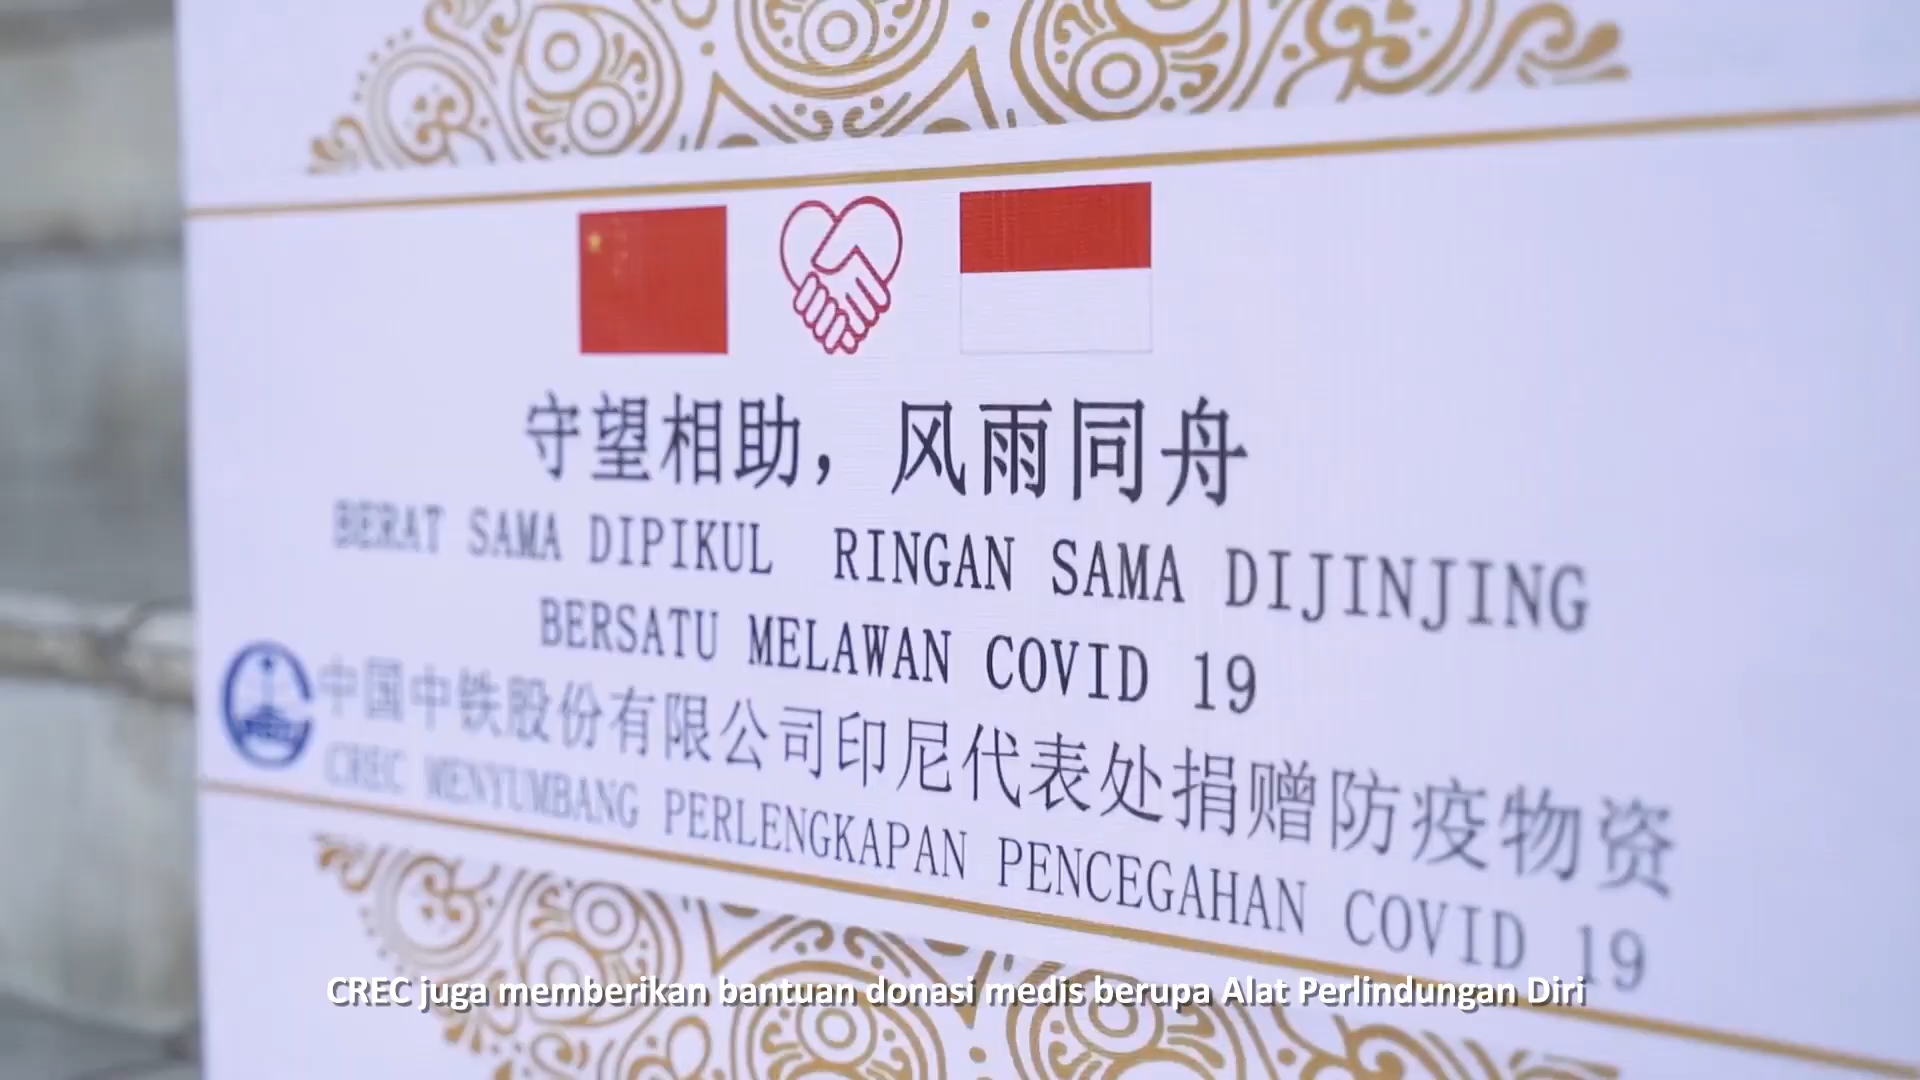 守望相助，风雨同舟
BERAT SAMA DIPIKUL RINGAN SAMA DIJINJING
BERSATU MELAWAN COVID 19
中国中铁股份有限公司印尼代表处捐赠防疫物资
CREC MENYUMBANG PERLENGKAPAN PENCEGAHAN COVID 19
CREC juga memberikan bantuan donasi medis berupa Alat Perlindungan Diri